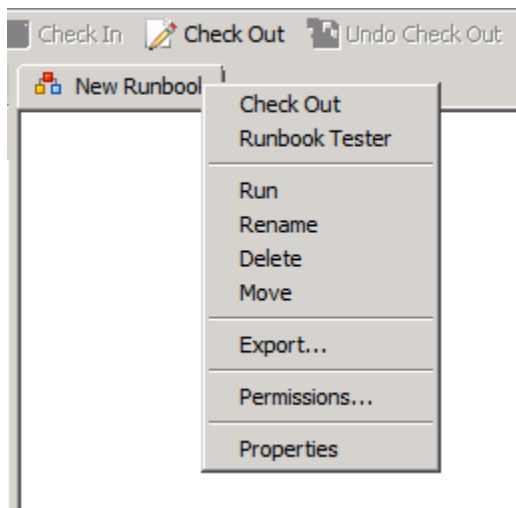 Check In Check Out Undo Check Out
New Runbook
Check Out
Runbook Tester
Run
Rename
Delete
Move
Export...
Permissions...
Properties